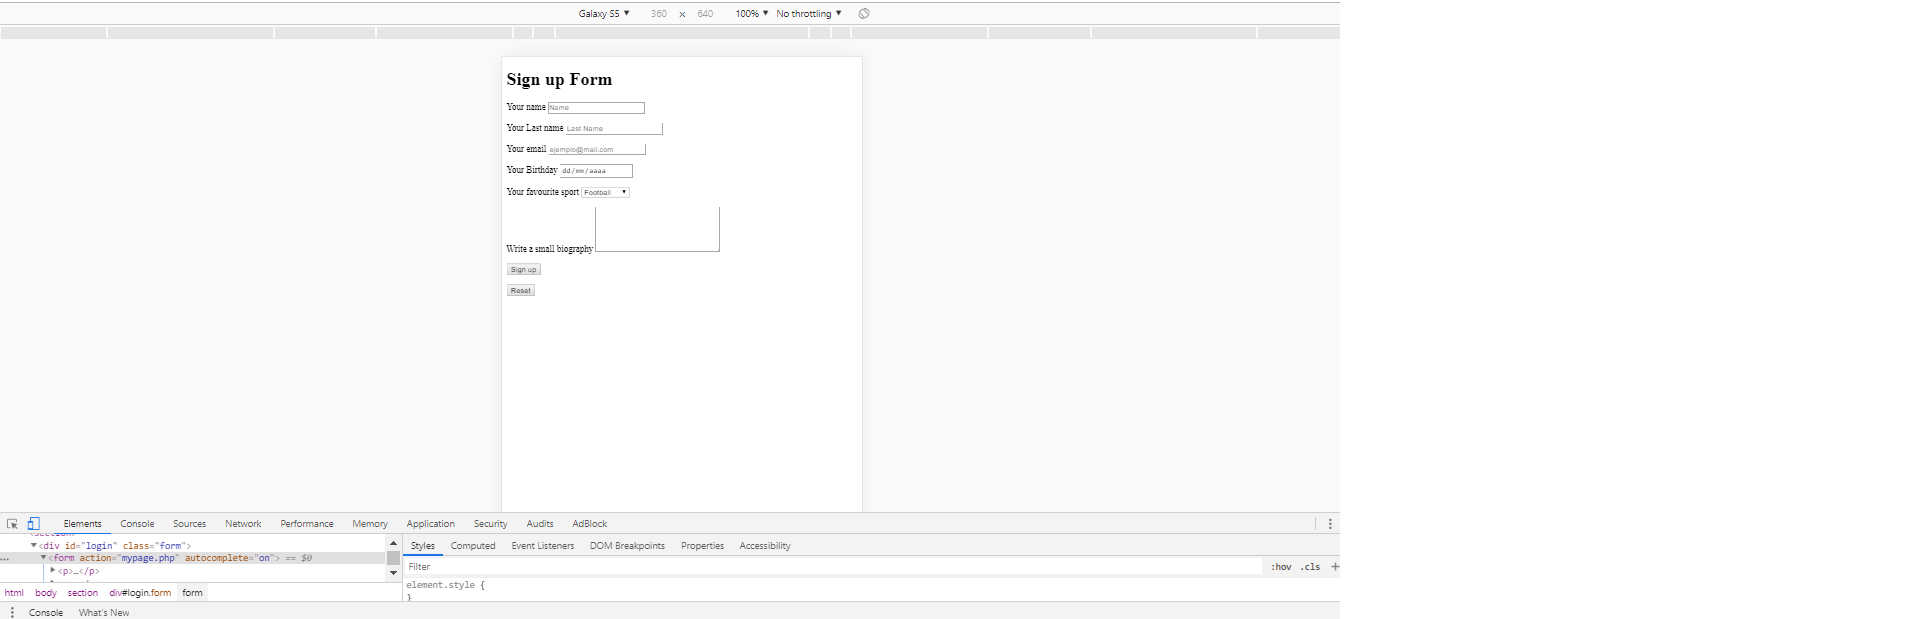 Galaxy S5 ▼ 360 × 640 100% ▼ No throttling ▼
Sign up Form
Your name Name
Your Last name Last Name
Your email ejemplo@mail.com
Your Birthday dd/mm/aaaa
Your favourite sport Football ▼
Write a small biography
Sign up
Reset
Elements Console Sources Network Performance Memory Application Security Audits AdBlock
▼<div id="login" class="form">
... ▼<form action="mypage.php" autocomplete="on"> == $0
▶<p>…</p>
html body section div#login.form form
Styles Computed Event Listeners DOM Breakpoints Properties Accessibility
Filter :hov .cls +
element.style {
}
Console What's New